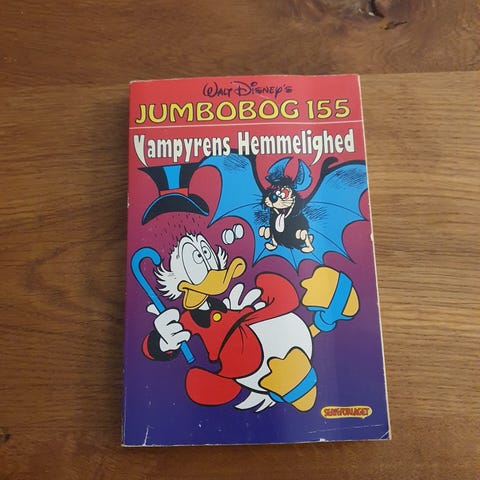 Walt Disney's
JUMBOBOG 155
Vampyrens Hemmelighed
SERIEFORLAGET